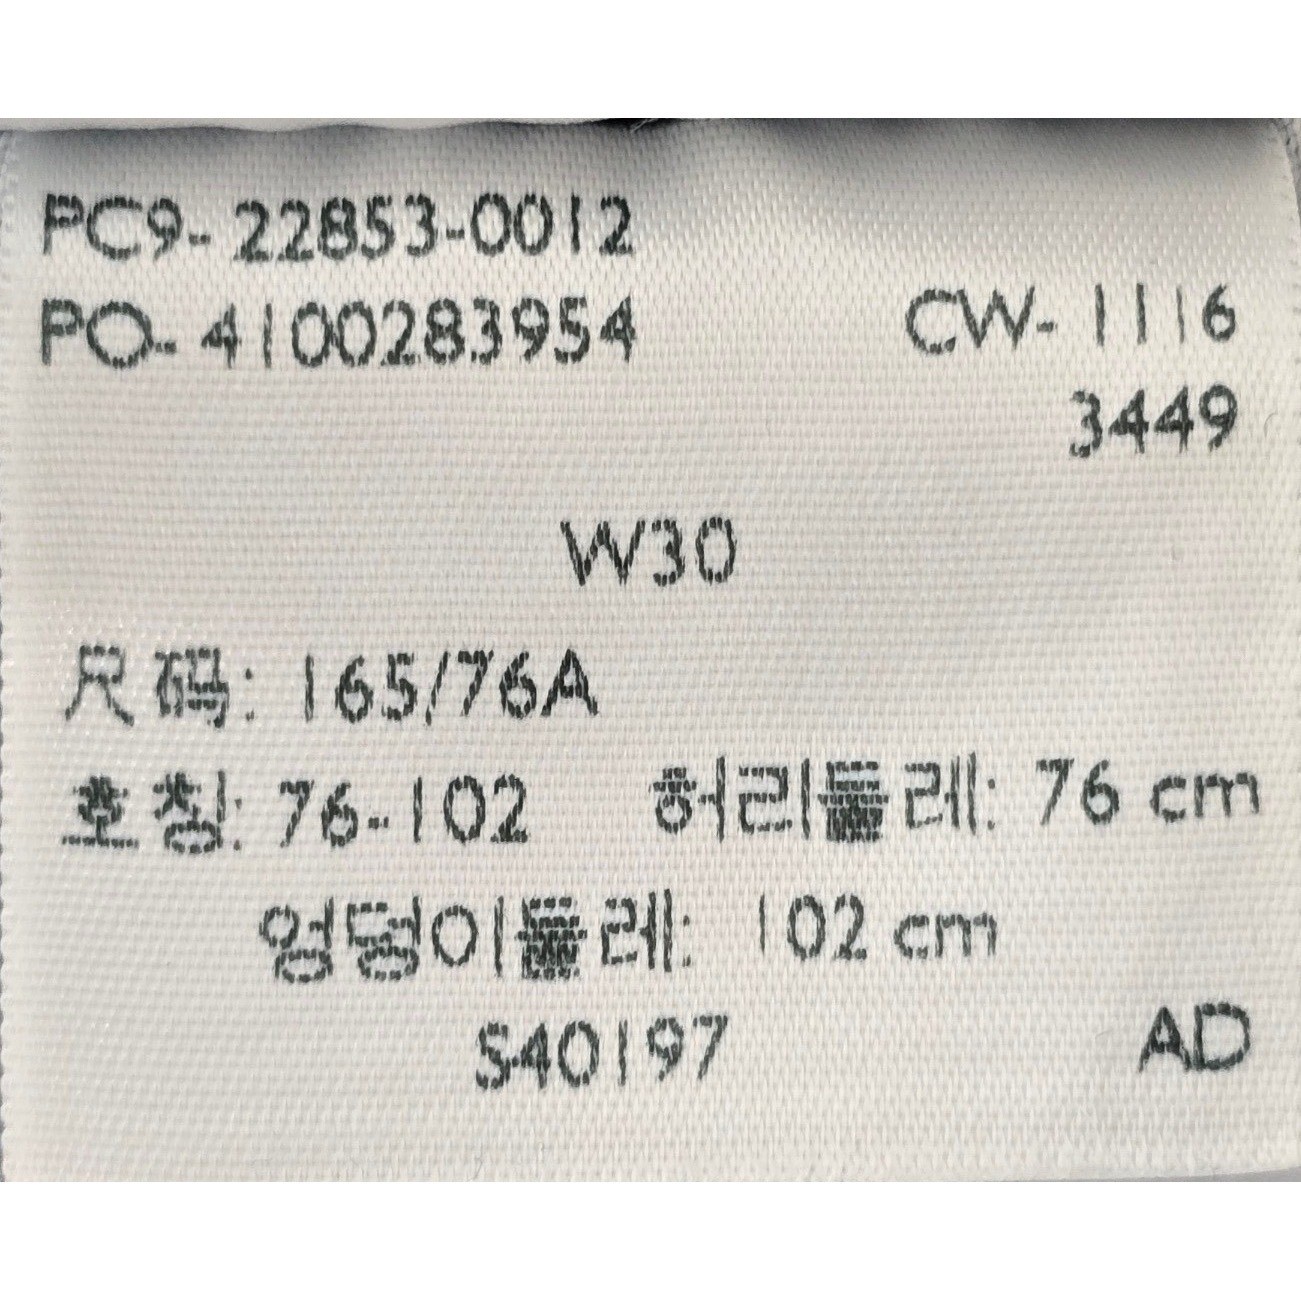 PC9-22853-0012
PO-4100283954 CW-1116
3449
W30
尺码: 165/76A
호칭: 76-102 허리둘레: 76 cm
엉덩이둘레: 102 cm
S40197 AD